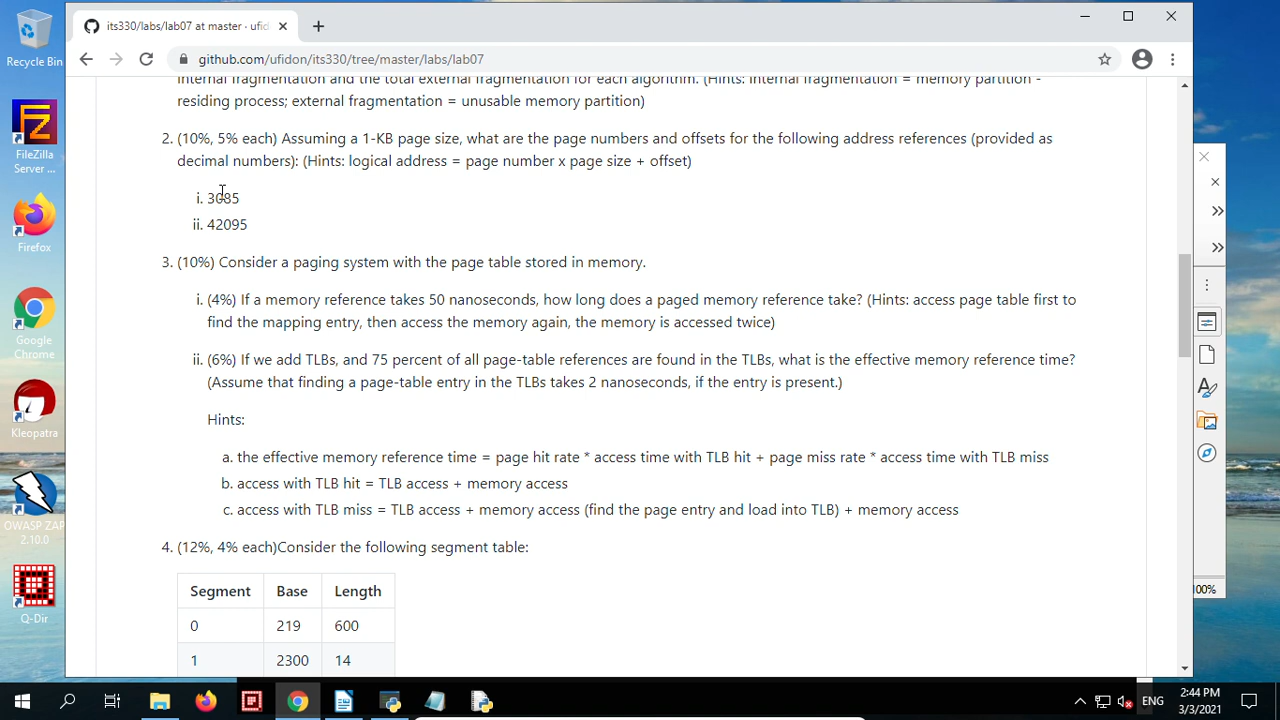 Recycle Bin
FileZilla
Server ...
Firefox
Google
Chrome
Kleopatra
OWASP ZAP
2.10.0
Q-Dir
its330/labs/lab07 at master · ufid
github.com/ufidon/its330/tree/master/labs/lab07
internal fragmentation and the total external fragmentation for each algorithm. (Hints: internal fragmentation = memory partition -
residing process; external fragmentation = unusable memory partition)
2. (10%, 5% each) Assuming a 1-KB page size, what are the page numbers and offsets for the following address references (provided as
decimal numbers): (Hints: logical address = page number x page size + offset)
i. 3085
ii. 42095
3. (10%) Consider a paging system with the page table stored in memory.
i. (4%) If a memory reference takes 50 nanoseconds, how long does a paged memory reference take? (Hints: access page table first to
find the mapping entry, then access the memory again, the memory is accessed twice)
ii. (6%) If we add TLBs, and 75 percent of all page-table references are found in the TLBs, what is the effective memory reference time?
(Assume that finding a page-table entry in the TLBs takes 2 nanoseconds, if the entry is present.)
Hints:
a. the effective memory reference time = page hit rate * access time with TLB hit + page miss rate * access time with TLB miss
b. access with TLB hit = TLB access + memory access
c. access with TLB miss = TLB access + memory access (find the page entry and load into TLB) + memory access
4. (12%, 4% each)Consider the following segment table:
Segment Base Length
0 219 600
1 2300 14
100%
ENG
2:44 PM
3/3/2021